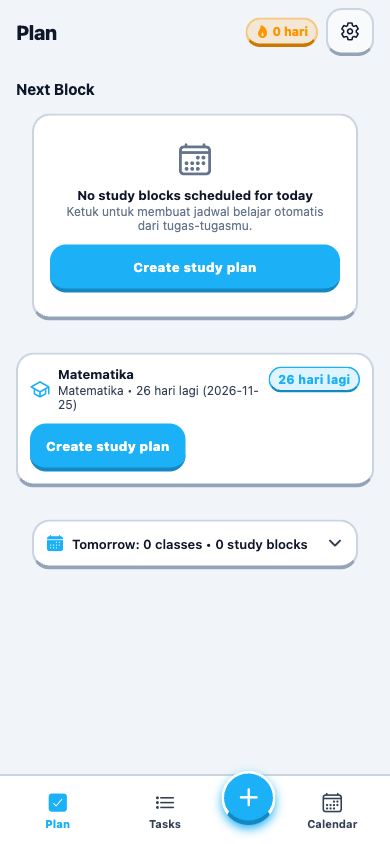 Plan
0 hari
Next Block
No study blocks scheduled for today
Ketuk untuk membuat jadwal belajar otomatis
dari tugas-tugasmu.
Create study plan
Matematika
26 hari lagi
Matematika • 26 hari lagi (2026-11-
25)
Create study plan
Tomorrow: 0 classes • 0 study blocks
Plan
Tasks
Calendar